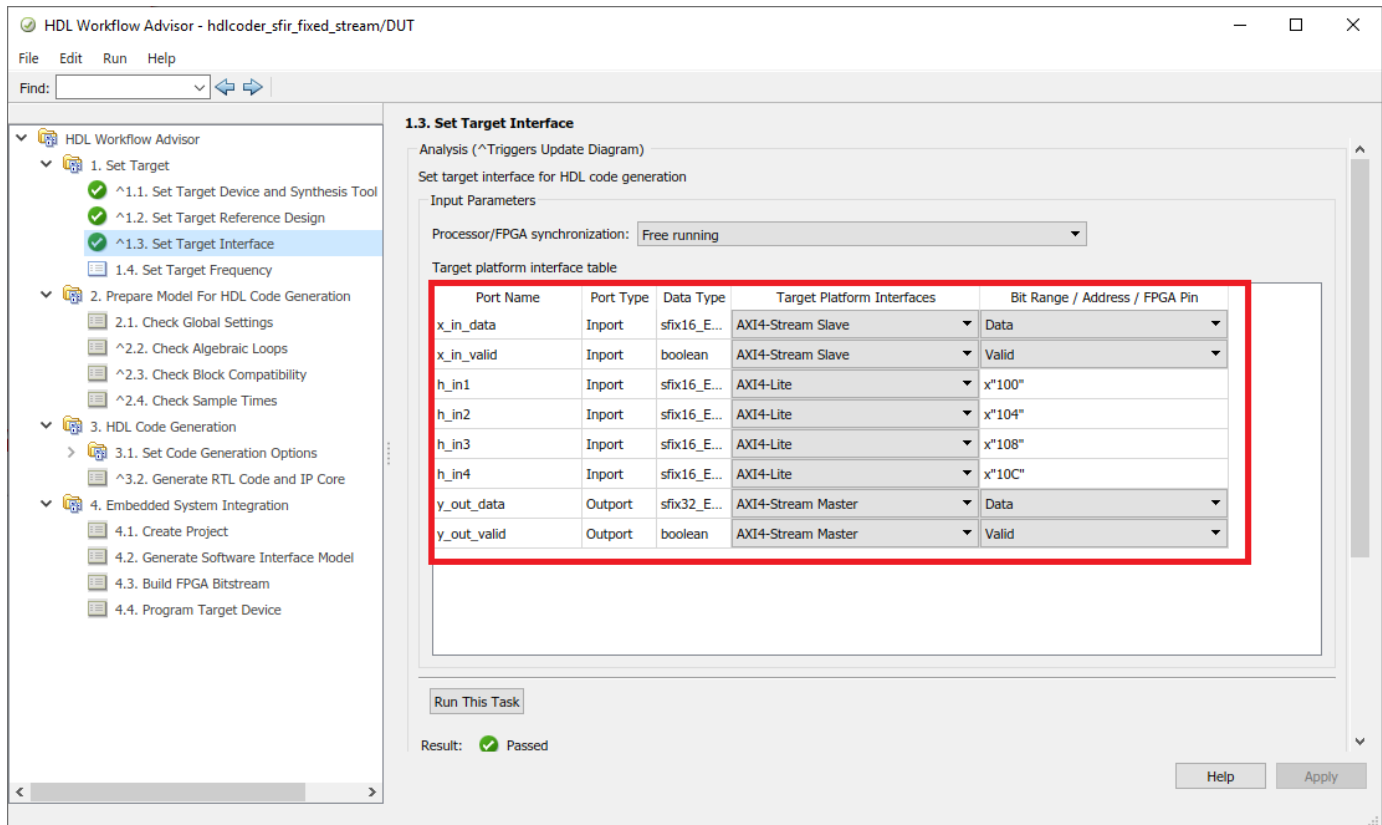 HDL Workflow Advisor - hdlcoder_sfir_fixed_stream/DUT
File Edit Run Help
Find:
HDL Workflow Advisor
1. Set Target
^1.1. Set Target Device and Synthesis Tool
^1.2. Set Target Reference Design
^1.3. Set Target Interface
1.4. Set Target Frequency
2. Prepare Model For HDL Code Generation
2.1. Check Global Settings
^2.2. Check Algebraic Loops
^2.3. Check Block Compatibility
^2.4. Check Sample Times
3. HDL Code Generation
3.1. Set Code Generation Options
^3.2. Generate RTL Code and IP Core
4. Embedded System Integration
4.1. Create Project
4.2. Generate Software Interface Model
4.3. Build FPGA Bitstream
4.4. Program Target Device
1.3. Set Target Interface
Analysis (^Triggers Update Diagram)
Set target interface for HDL code generation
Input Parameters
Processor/FPGA synchronization: Free running
Target platform interface table
Port Name Port Type Data Type Target Platform Interfaces Bit Range / Address / FPGA Pin
x_in_data Inport sfix16_E... AXI4-Stream Slave Data
x_in_valid Inport boolean AXI4-Stream Slave Valid
h_in1 Inport sfix16_E... AXI4-Lite x"100"
h_in2 Inport sfix16_E... AXI4-Lite x"104"
h_in3 Inport sfix16_E... AXI4-Lite x"108"
h_in4 Inport sfix16_E... AXI4-Lite x"10C"
y_out_data Outport sfix32_E... AXI4-Stream Master Data
y_out_valid Outport boolean AXI4-Stream Master Valid
Run This Task
Result: Passed
Help Apply